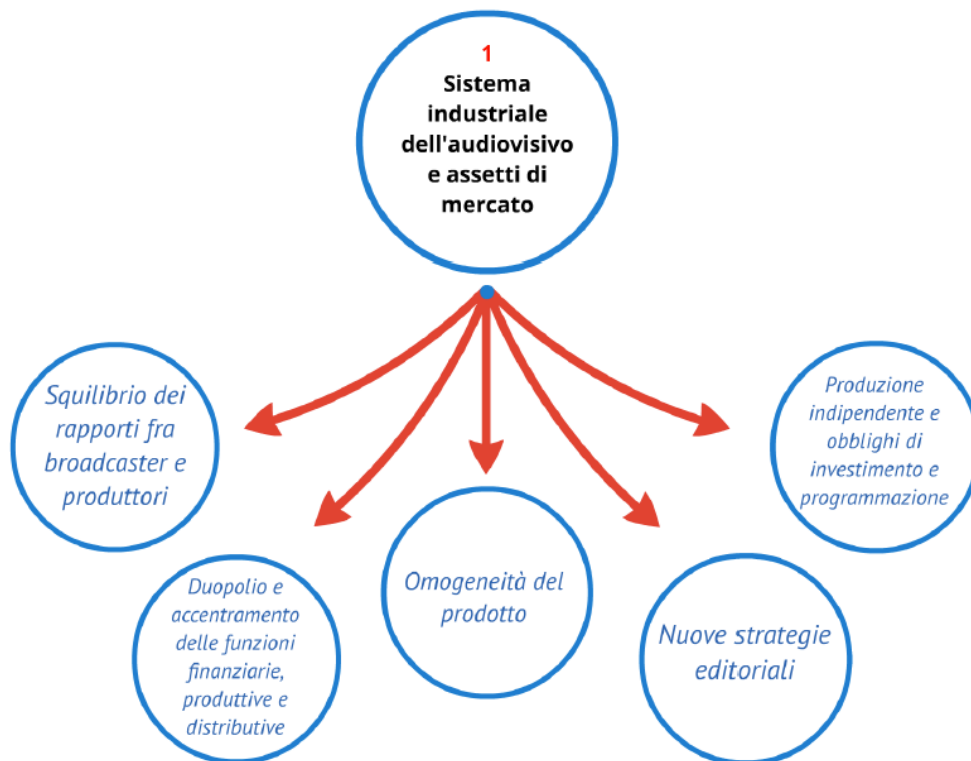 1
Sistema
industriale
dell'audiovisivo
e assetti di
mercato
Squilibrio dei
rapporti fra
broadcaster e
produttori
Duopolio e
accentramento
delle funzioni
finanziarie,
produttive e
distributive
Omogeneità del
prodotto
Nuove strategie
editoriali
Produzione
indipendente e
obblighi di
investimento e
programmazione